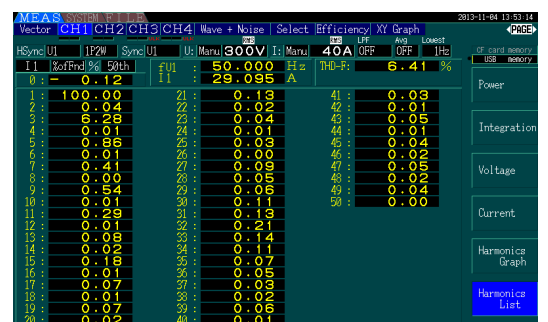 MEAS SYSTEM FILE 2013-11-04 13:53:14
Vector CH1 CH2 CH3 CH4 Wave + Noise Select Efficiency XY Graph PAGE
RMS RMS LPF Avg Lowest
HSync U1 1P2W Sync U1 U: Manu 300V I: Manu 40A OFF OFF 1Hz
CF card memory
USB memory
I1 %ofFnd % 50th fU1 : 50.000 Hz THD-F: 6.41 %
0: - 0.12 I1 : 29.095 A
1: 100.00 21: 0.13 41: 0.03
2: 0.04 22: 0.02 42: 0.01
3: 6.28 23: 0.04 43: 0.05
4: 0.01 24: 0.01 44: 0.01
5: 0.86 25: 0.03 45: 0.04
6: 0.01 26: 0.00 46: 0.02
7: 0.41 27: 0.09 47: 0.05
8: 0.00 28: 0.05 48: 0.02
9: 0.54 29: 0.06 49: 0.04
10: 0.01 30: 0.11 50: 0.00
11: 0.29 31: 0.13
12: 0.01 32: 0.21
13: 0.08 33: 0.14
14: 0.02 34: 0.11
15: 0.18 35: 0.07
16: 0.01 36: 0.05
17: 0.07 37: 0.03
18: 0.01 38: 0.02
19: 0.07 39: 0.06
20: 0.02 40: 0.01
Power
Integration
Voltage
Current
Harmonics
Graph
Harmonics
List